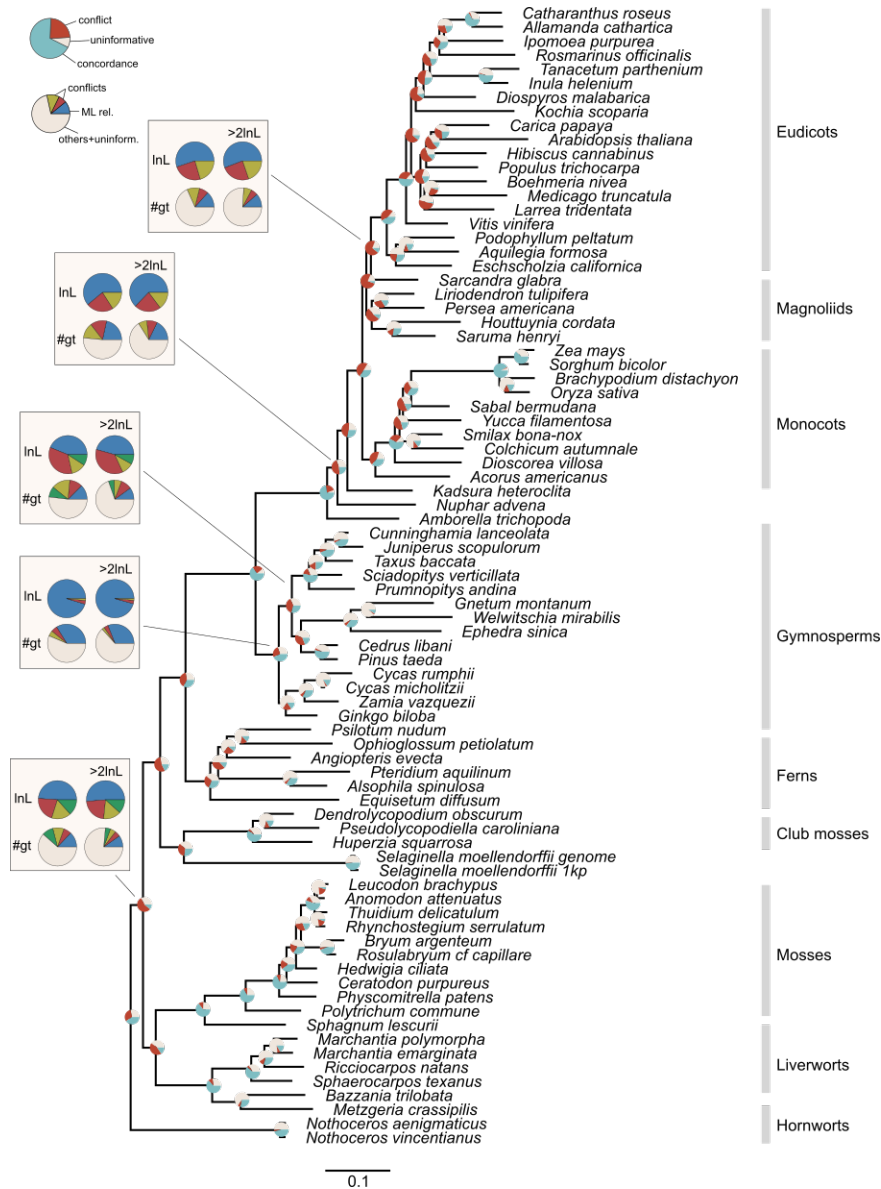 conflict
uninformative
concordance
conflicts
ML rel.
others+uninform.
>2lnL
lnL
#gt
>2lnL
lnL
#gt
>2lnL
lnL
#gt
>2lnL
lnL
#gt
>2lnL
lnL
#gt
Catharanthus roseus
Allamanda cathartica
Ipomoea purpurea
Rosmarinus officinalis
Tanacetum parthenium
Inula helenium
Diospyros malabarica
Kochia scoparia
Carica papaya
Arabidopsis thaliana
Hibiscus cannabinus
Populus trichocarpa
Boehmeria nivea
Medicago truncatula
Larrea tridentata
Vitis vinifera
Podophyllum peltatum
Aquilegia formosa
Eschscholzia californica
Sarcandra glabra
Liriodendron tulipifera
Persea americana
Houttuynia cordata
Saruma henryi
Zea mays
Sorghum bicolor
Brachypodium distachyon
Oryza sativa
Sabal bermudana
Yucca filamentosa
Smilax bona-nox
Colchicum autumnale
Dioscorea villosa
Acorus americanus
Kadsura heteroclita
Nuphar advena
Amborella trichopoda
Cunninghamia lanceolata
Juniperus scopulorum
Taxus baccata
Sciadopitys verticillata
Prumnopitys andina
Gnetum montanum
Welwitschia mirabilis
Ephedra sinica
Cedrus libani
Pinus taeda
Cycas rumphii
Cycas micholitzii
Zamia vazquezii
Ginkgo biloba
Psilotum nudum
Ophioglossum petiolatum
Angiopteris evecta
Pteridium aquilinum
Alsophila spinulosa
Equisetum diffusum
Dendrolycopodium obscurum
Pseudolycopodiella caroliniana
Huperzia squarrosa
Selaginella moellendorffii genome
Selaginella moellendorffii 1kp
Leucodon brachypus
Anomodon attenuatus
Thuidium delicatulum
Rhynchostegium serrulatum
Bryum argenteum
Rosulabryum cf capillare
Hedwigia ciliata
Ceratodon purpureus
Physcomitrella patens
Polytrichum commune
Sphagnum lescurii
Marchantia polymorpha
Marchantia emarginata
Ricciocarpos natans
Sphaerocarpos texanus
Bazzania trilobata
Metzgeria crassipilis
Nothoceros aenigmaticus
Nothoceros vincentianus
Eudicots
Magnoliids
Monocots
Gymnosperms
Ferns
Club mosses
Mosses
Liverworts
Hornworts
0.1